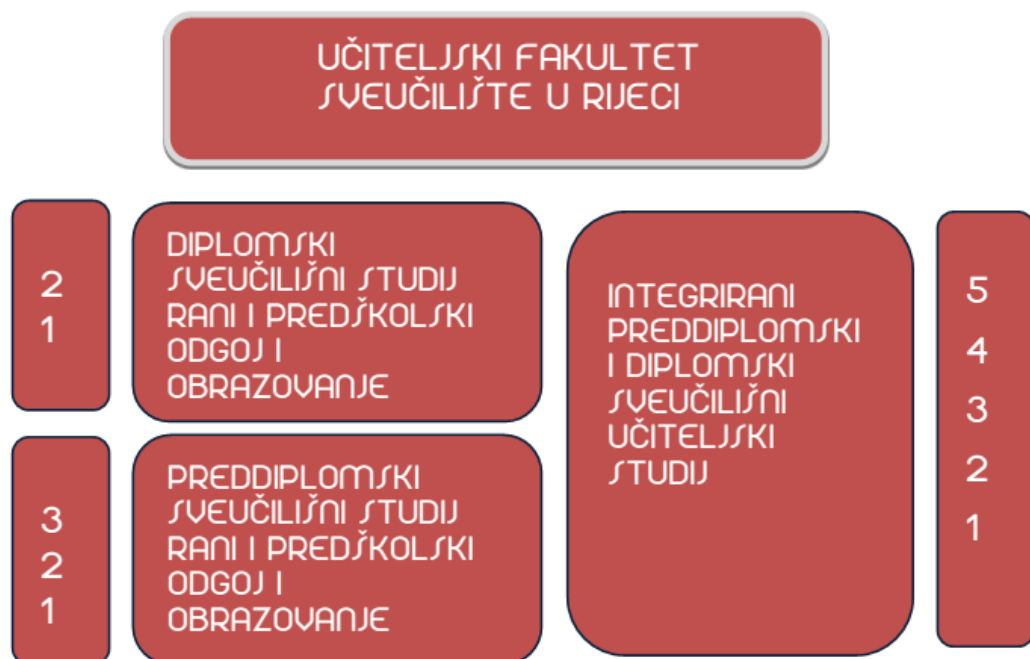 UČITELJSKI FAKULTET
SVEUČILIŠTE U RIJECI
2
1
DIPLOMSKI
SVEUČILIŠNI STUDIJ
RANI I PREDŠKOLSKI
ODGOJ I
OBRAZOVANJE
3
2
1
PREDDIPLOMSKI
SVEUČILIŠNI STUDIJ
RANI I PREDŠKOLSKI
ODGOJ I
OBRAZOVANJE
INTEGRIRANI
PREDDIPLOMSKI
I DIPLOMSKI
SVEUČILIŠNI
UČITELJSKI
STUDIJ
5
4
3
2
1